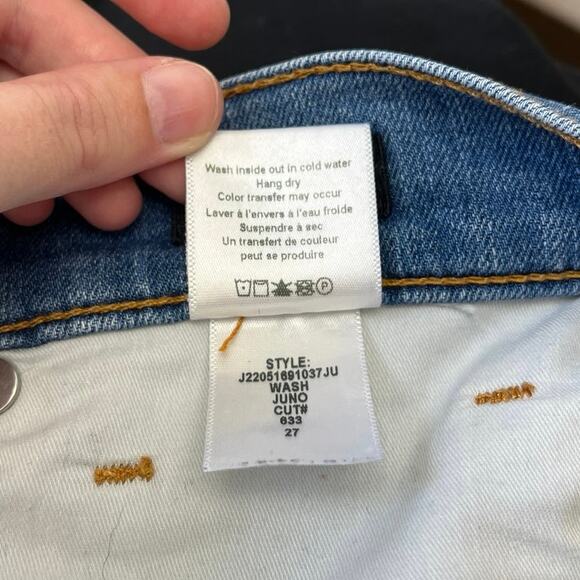 Wash inside out in cold water
Hang dry
Color transfer may occur
Laver à l'envers à l'eau froide
Suspendre à sec
Un transfert de couleur
peut se produire
P
STYLE:
J22051691037JU
WASH
JUNO
CUT#
633
27